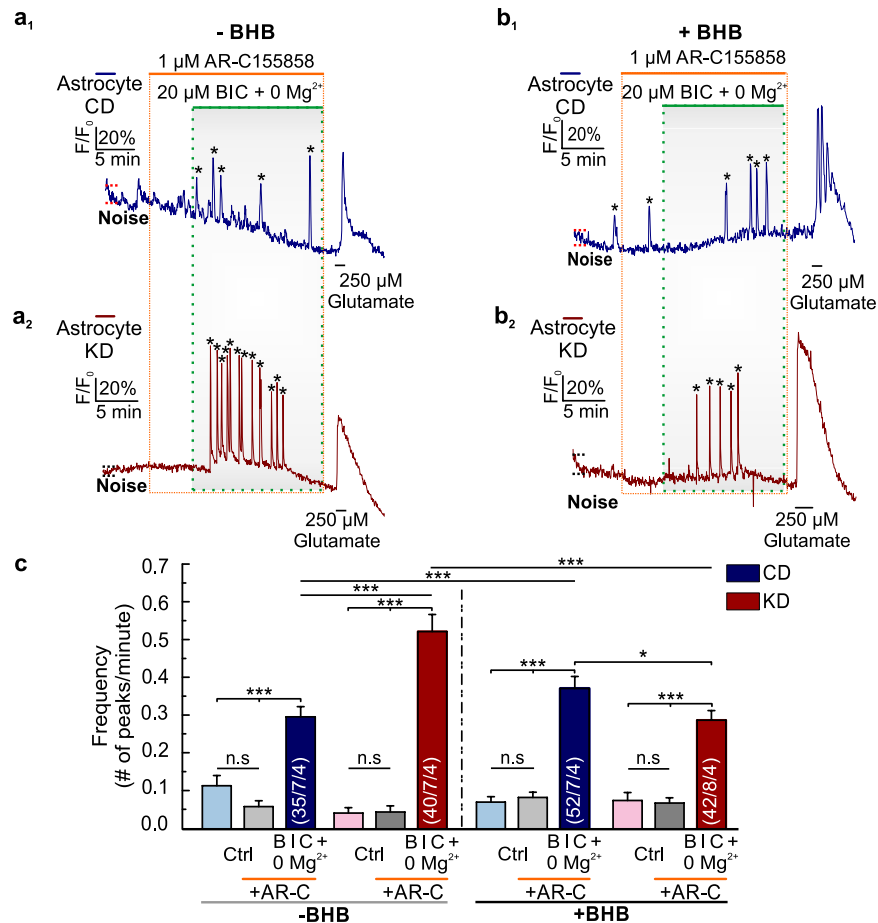 a1
- BHB
1 µM AR-C155858
Astrocyte
CD
20 µM BIC + 0 Mg2+
F/F0
20%
5 min
* * * * *
Noise
250 µM
Glutamate
a2
Astrocyte
KD
F/F0
20%
5 min
Noise
250 µM
Glutamate
b1
+ BHB
1 µM AR-C155858
Astrocyte
CD
20 µM BIC + 0 Mg2+
F/F0
20%
5 min
* * * * * *
Noise
250 µM
Glutamate
b2
Astrocyte
KD
F/F0
20%
5 min
* * * * *
Noise
250 µM
Glutamate
c
Frequency
(# of peaks/minute)
0.7
0.6
0.5
0.4
0.3
0.2
0.1
0.0
CD
KD
***
***
***
***
***
*
***
***
n.s
n.s
n.s
n.s
(35/7/4)
(40/7/4)
(52/7/4)
(42/8/4)
Ctrl
BIC+
0 Mg2+
Ctrl
BIC+
0 Mg2+
Ctrl
BIC+
0 Mg2+
Ctrl
BIC+
0 Mg2+
+AR-C
+AR-C
+AR-C
+AR-C
-BHB
+BHB